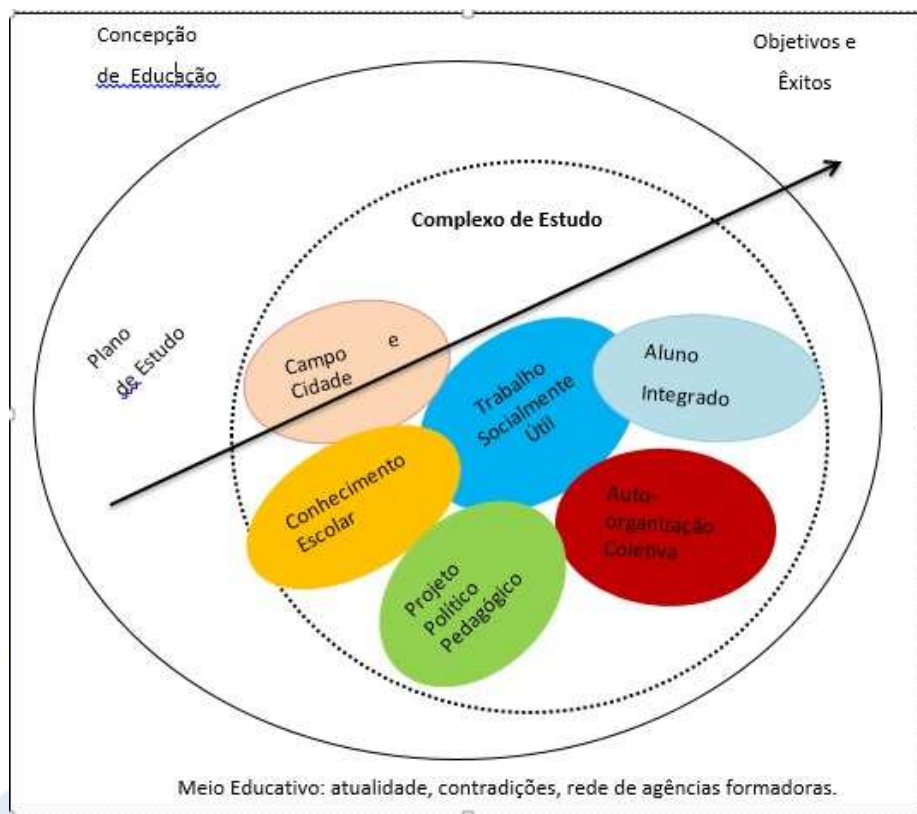 Concepção
de Educação
Objetivos e
Êxitos
Complexo de Estudo
Plano
de Estudo
Campo e
Cidade
Trabalho
Socialmente
Útil
Aluno
Integrado
Conhecimento
Escolar
Auto-
organização
Coletiva
Projeto
Político
Pedagógico
Meio Educativo: atualidade, contradições, rede de agências formadoras.